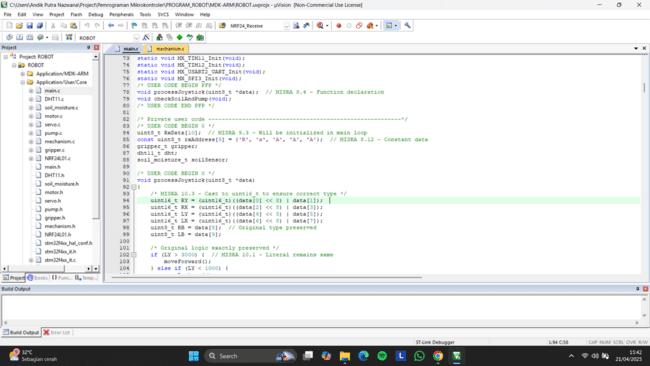 C:\Users\Andik Putra Nazwana\Project\Pemrograman Mikrokontroler\PROGRAM_ROBOT\MDK-ARM\ROBOT.uvprojx - µVision [Non-Commercial Use License]
File Edit View Project Flash Debug Peripherals Tools SVCS Window Help
NRF24_Receive
ROBOT
Project
main.c mechanism.c
Project: ROBOT
ROBOT
Application/MDK-ARM
Application/User/Core
main.c
DHT11.c
soil_moisture.c
motor.c
servo.c
pump.c
mechanism.c
gripper.c
NRF24L01.c
main.h
DHT11.h
soil_moisture.h
motor.h
servo.h
pump.h
gripper.h
mechanism.h
NRF24L01.h
stm32f4xx_hal_conf.h
stm32f4xx_it.h
stm32f4xx_it.c
Project Books Func... Temp...
73 static void MX_TIM11_Init(void);
74 static void MX_TIM2_Init(void);
75 static void MX_USART2_UART_Init(void);
76 static void MX_SPI3_Init(void);
77 /* USER CODE BEGIN PFP */
78 void processJoystick(uint8_t *data); // MISRA 8.4 - Function declaration
79 void checkSoilAndPump(void);
80 /* USER CODE END PFP */
81
82 /* Private user code ---------------------------------------------------------*/
83 /* USER CODE BEGIN 0 */
84 uint8_t RxData[10]; // MISRA 9.3 - Will be initialized in main loop
85 const uint8_t rxAddress[5] = {'R', 'x', 'A', 'A', 'A'}; // MISRA 8.12 - Constant data
86 gripper_t gripper;
87 dht11_t dht;
88 soil_moisture_t soilSensor;
89
90 /* USER CODE BEGIN 0 */
91 void processJoystick(uint8_t *data)
92 {
93 /* MISRA 10.3 - Cast to uint16_t to ensure correct type */
94 uint16_t RY = (uint16_t)((data[0] << 8) | data[1]);
95 uint16_t RX = (uint16_t)((data[2] << 8) | data[3]);
96 uint16_t LY = (uint16_t)((data[4] << 8) | data[5]);
97 uint16_t LX = (uint16_t)((data[6] << 8) | data[7]);
98 uint8_t RB = data[8]; // Original type preserved
99 uint8_t LB = data[9];
100
101 /* Original logic exactly preserved */
102 if (LY > 3000) { // MISRA 10.1 - Literal remains same
103 moveForward();
104 } else if (LY < 1000) {
Build Output
Build Output Error List
ST-Link Debugger L:94 C:58 CAP NUM SCRL OVR R/W
32°C
Sebagian cerah
Search
15:42
21/04/2025